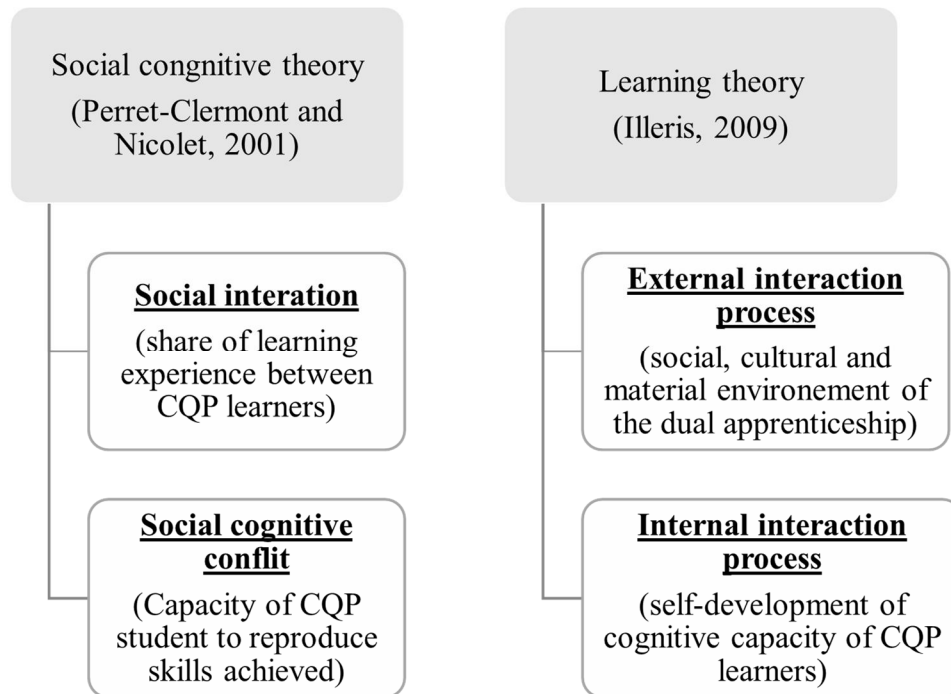 Social congnitive theory
(Perret-Clermont and
Nicolet, 2001)
Social interation
(share of learning
experience between
CQP learners)
Social cognitive
conflit
(Capacity of CQP
student to reproduce
skills achieved)
Learning theory
(Illeris, 2009)
External interaction
process
(social, cultural and
material environement of
the dual apprenticeship)
Internal interaction
process
(self-development of
cognitive capacity of CQP
learners)